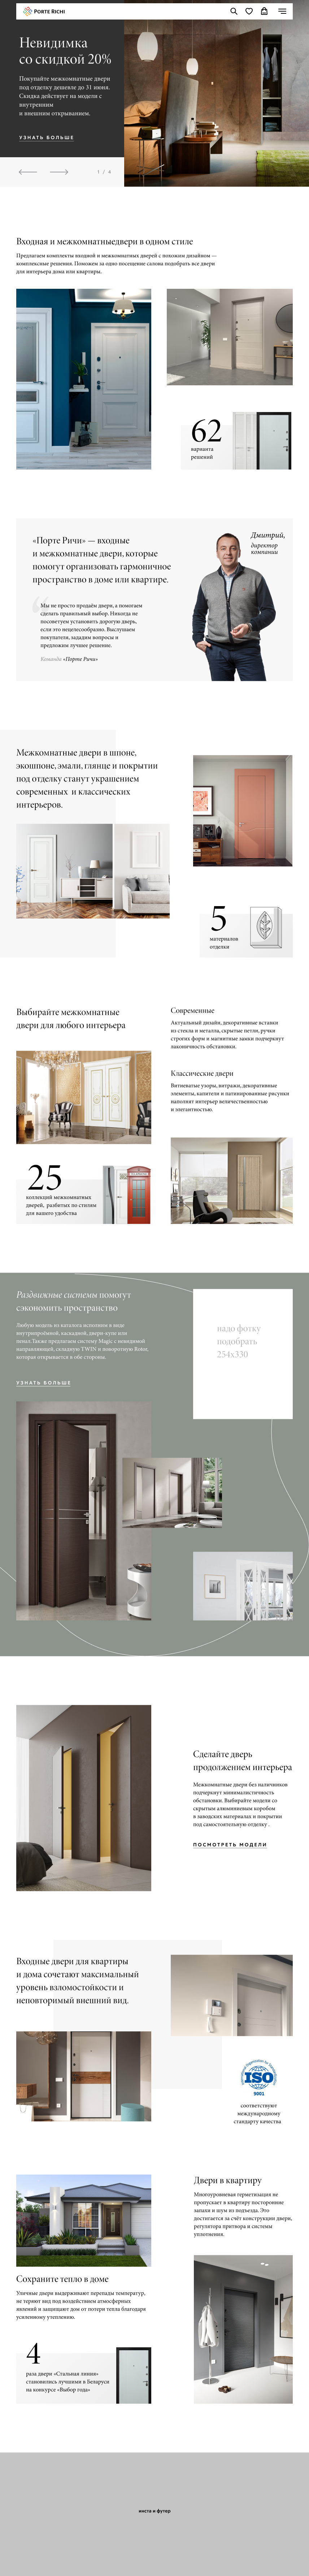 PORTE RICHI
Невидимка
со скидкой 20%
Покупайте межкомнатные двери
под отделку дешевле до 31 июня.
Скидка действует на модели с
внутренним
и внешним открыванием.
УЗНАТЬ БОЛЬШЕ
1 / 4
Входная и межкомнатныедвери в одном стиле
Предлагаем комплекты входной и межкомнатных дверей с похожим дизайном —
комплексные решения. Поможем за одно посещение салона подобрать все двери
для интерьера дома или квартиры.
62
варианта
решений
«Порте Ричи» — входные
и межкомнатные двери, которые
помогут организовать гармоничное
пространство в доме или квартире.
Мы не просто продаём двери, а помогаем
сделать правильный выбор. Никогда не
посоветуем установить дорогую дверь,
если это нецелесообразно. Выслушаем
покупателя, зададим вопросы и
предложим лучшее решение.
Команда «Порте Ричи»
Дмитрий,
директор
компании
Межкомнатные двери в шпоне,
экошпоне, эмали, глянце и покрытии
под отделку станут украшением
современных и классических
интерьеров.
5
материалов
отделки
Выбирайте межкомнатные
двери для любого интерьера
Современные
Актуальный дизайн, декоративные вставки
из стекла и металла, скрытые петли, ручки
строгих форм и магнитные замки подчеркнут
лаконичность обстановки.
Классические двери
Витиеватые узоры, витражи, декоративные
элементы, капители и патинированные рисунки
наполнят интерьер величественностью
и элегантностью.
25
коллекций межкомнатных
дверей, разбитых по стилям
для вашего удобства
Раздвижные системы помогут
сэкономить пространство
Любую модель из каталога исполним в виде
внутрипроёмной, каскадной, двери-купе или
пенал.Также предлагаем систему Magic с невидимой
направляющей, складную TWIN и поворотную Rotor,
которая открывается в обе стороны.
УЗНАТЬ БОЛЬШЕ
надо фотку
подобрать
254х330
Сделайте дверь
продолжением интерьера
Межкомнатные двери без наличников
подчеркнут минималистичность
обстановки. Выбирайте модели со
скрытым алюминиевым коробом
в заводских материалах и покрытии
под самостоятельную отделку .
ПОСМОТРЕТЬ МОДЕЛИ
Входные двери для квартиры
и дома сочетают максимальный
уровень взломостойкости и
неповторимый внешний вид.
ISO
9001
соответствуют
международному
стандарту качества
Двери в квартиру
Многоуровневая герметизация не
пропускает в квартиру посторонние
запахи и шум из подъезда. Это
достигается за счёт конструкции двери,
регулятора притвора и системы
уплотнения.
Сохраните тепло в доме
Уличные двери выдерживают перепады температур,
не теряют вид под воздействием атмосферных
явлений и защищают дом от потери тепла благодаря
усиленному утеплению.
4
раза двери «Стальная линия»
становились лучшими в Беларуси
на конкурсе «Выбор года»
инста и футер